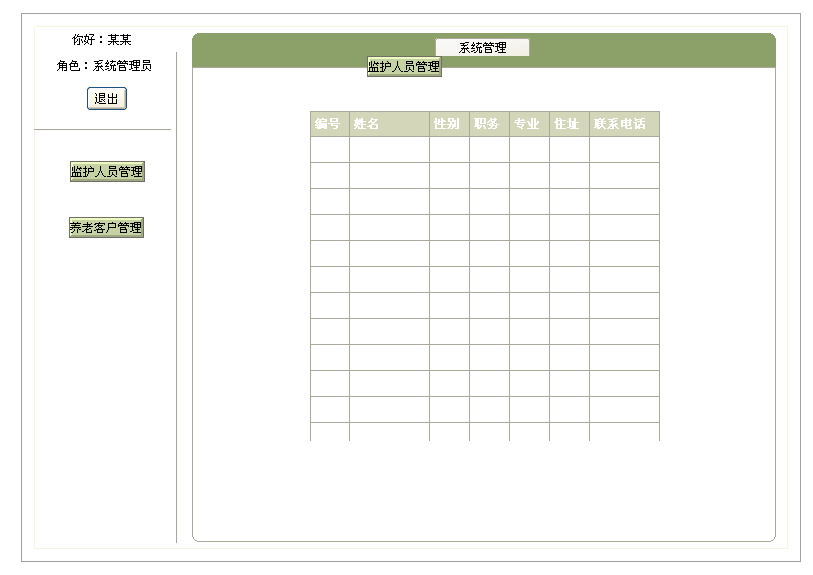 你好：某某
角色：系统管理员
退出
监护人员管理
养老客户管理
系统管理
监护人员管理
编号 姓名 性别 职务 专业 住址 联系电话